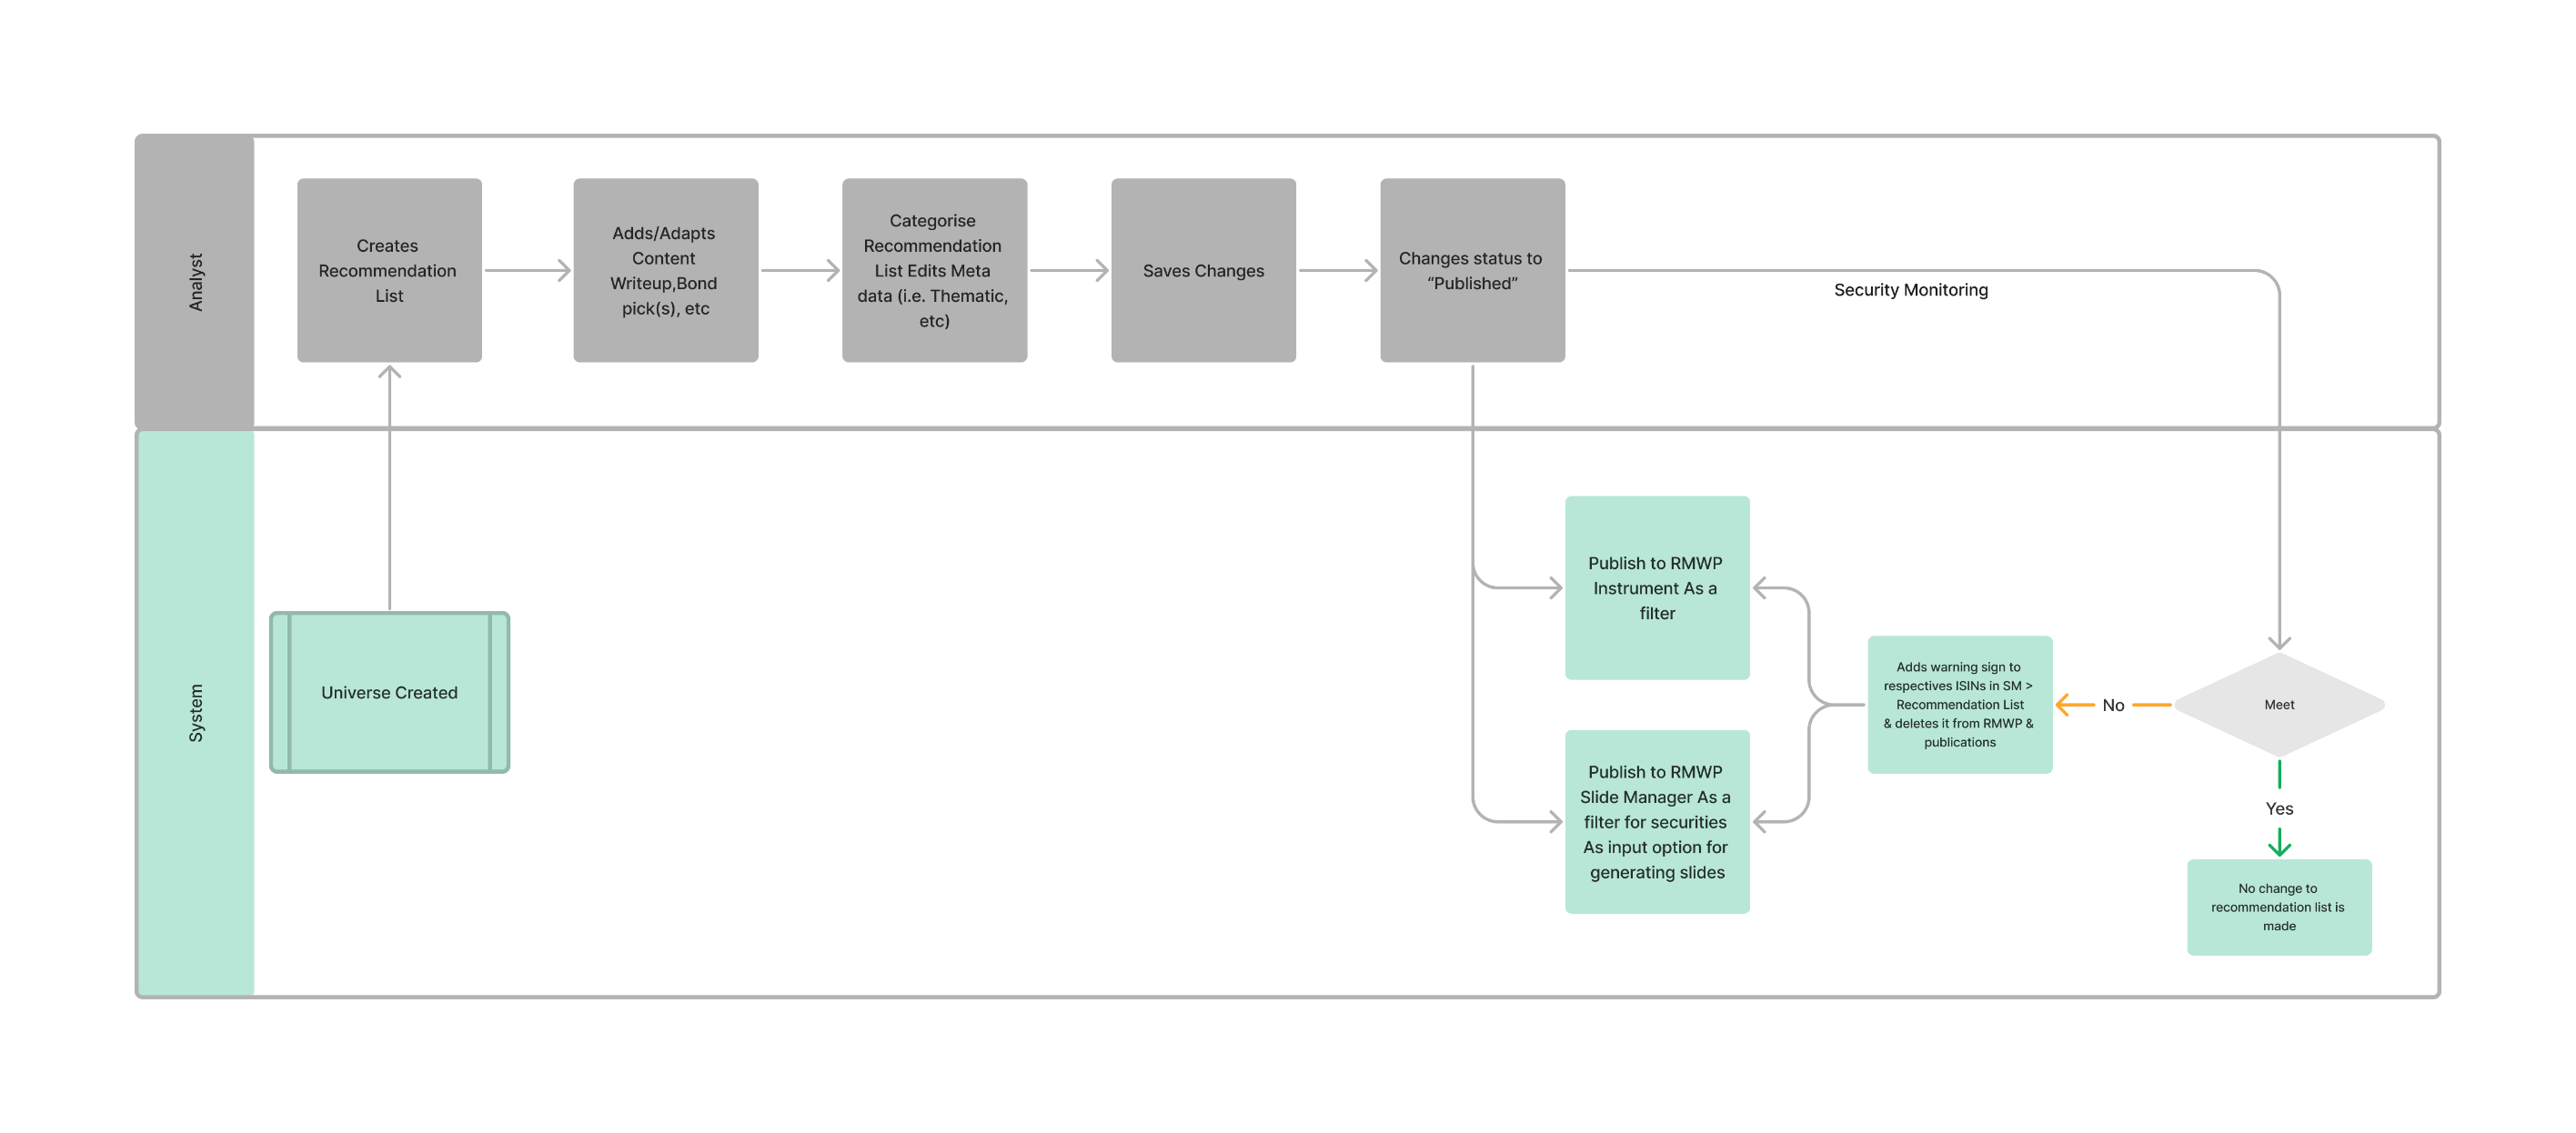 Analyst
Creates
Recommendation
List
Adds/Adapts
Content
Writeup,Bond
pick(s), etc
Categorise
Recommendation
List Edits Meta
data (i.e. Thematic,
etc)
Saves Changes
Changes status to
“Published”
Security Monitoring
System
Universe Created
Publish to RMWP
Instrument As a
filter
Publish to RMWP
Slide Manager As a
filter for securities
As input option for
generating slides
Adds warning sign to
respectives ISINs in SM >
Recommendation List
& deletes it from RMWP &
publications
No
Meet
Yes
No change to
recommendation list is
made